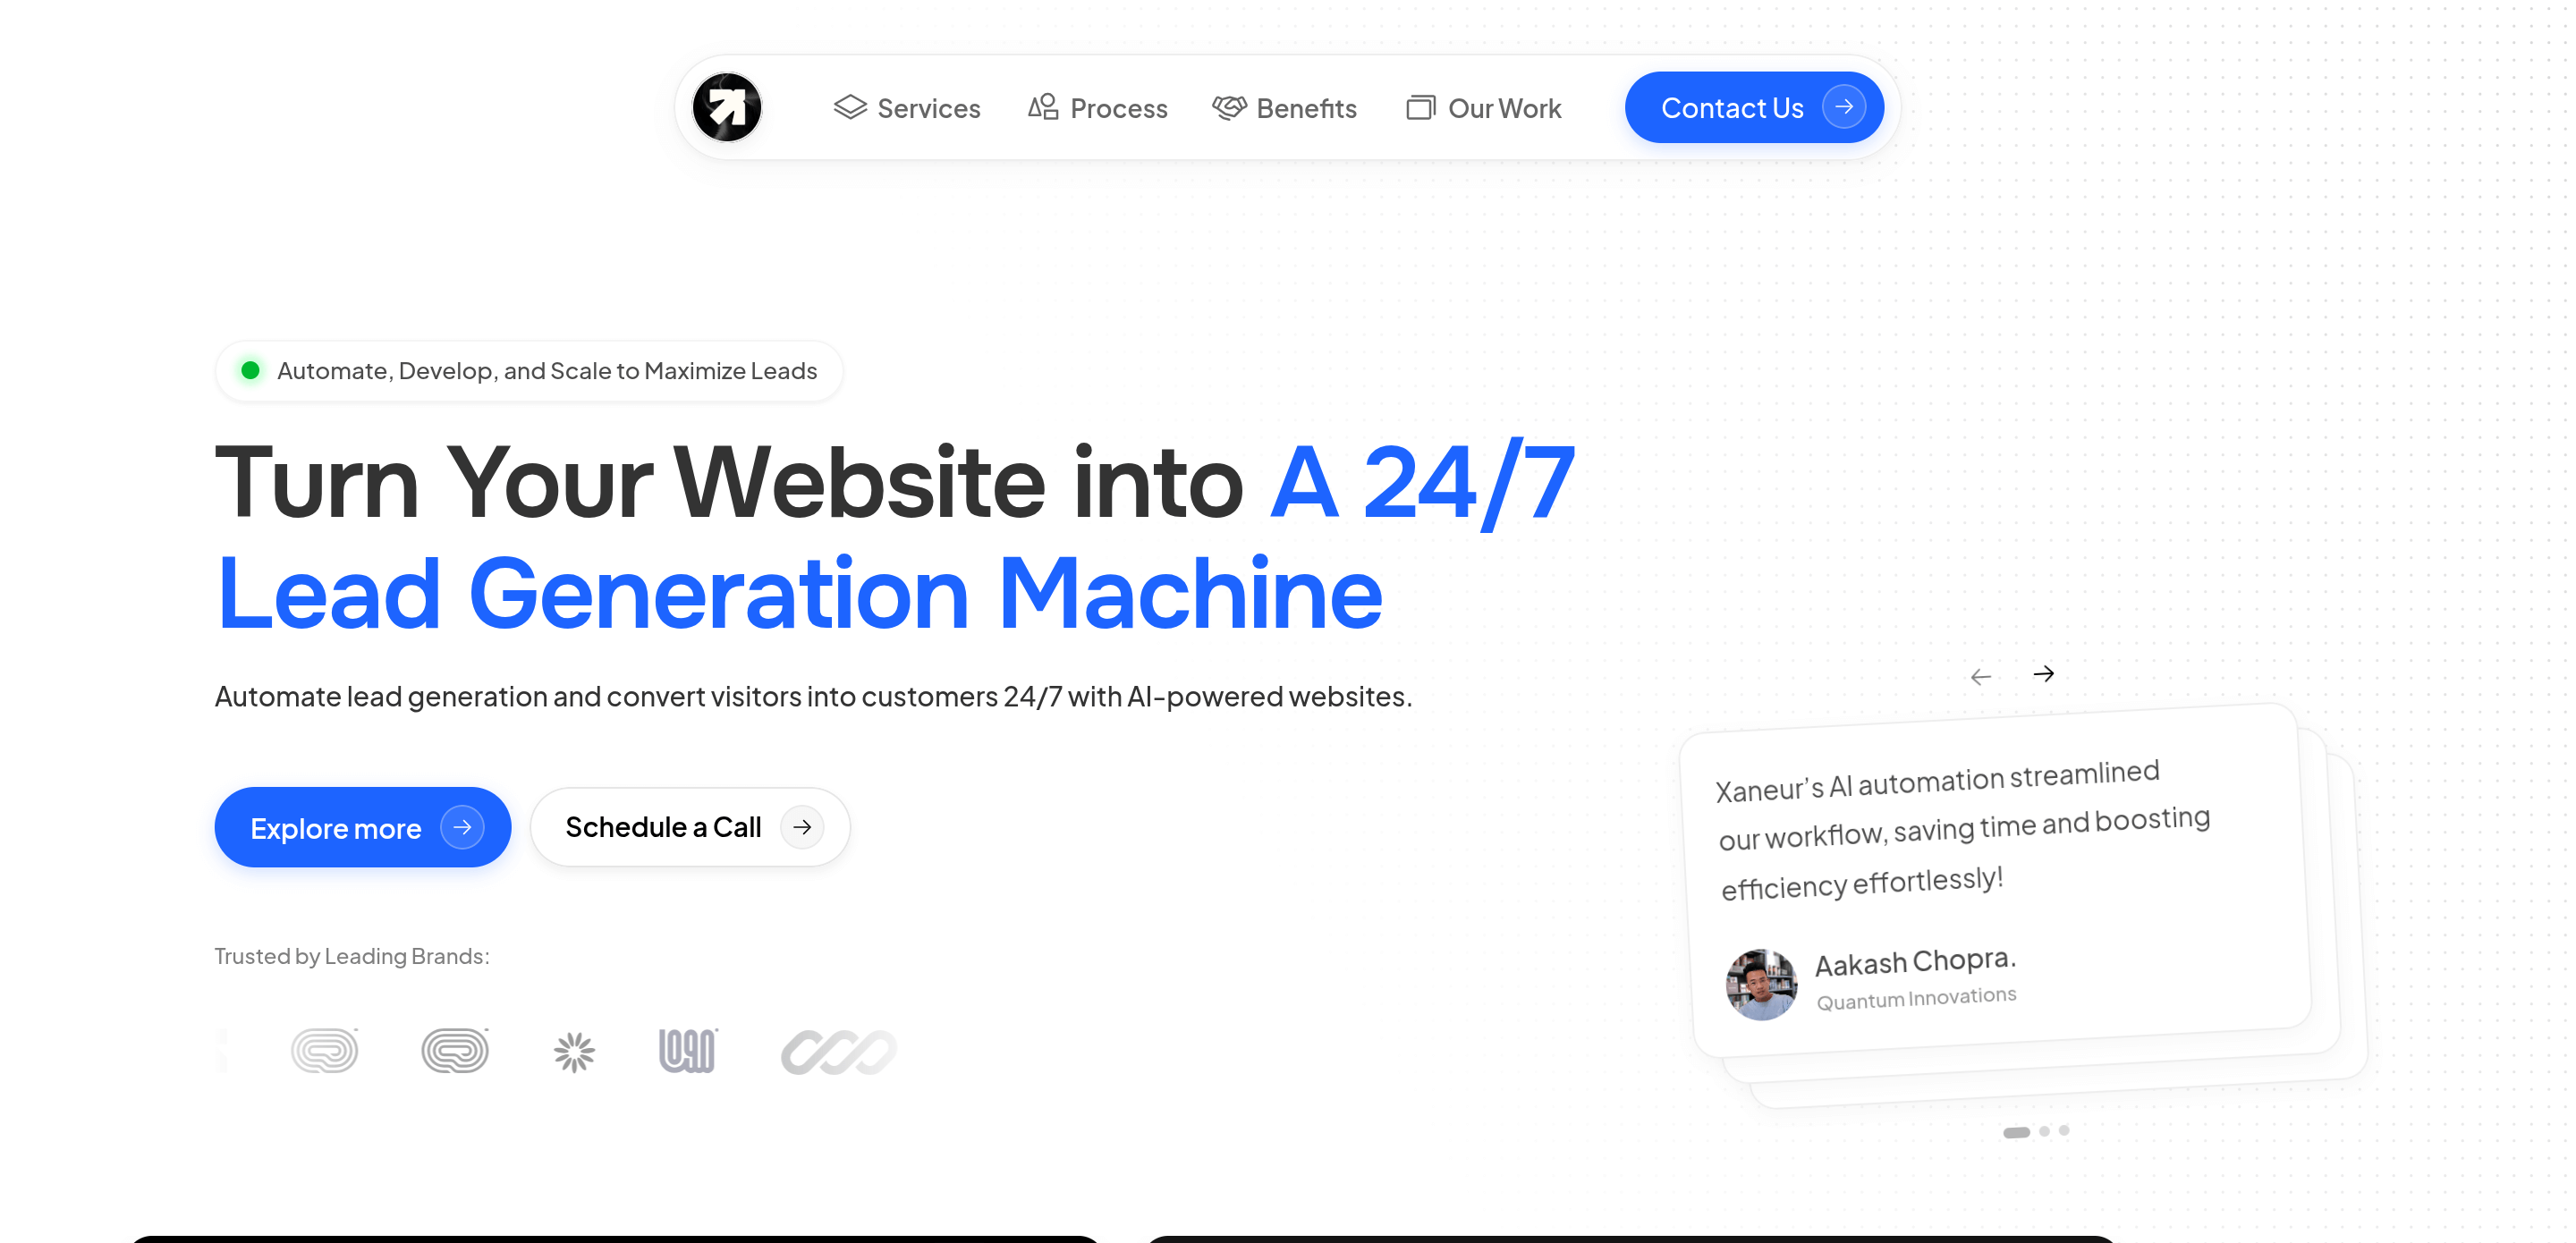 Services
Process
Benefits
Our Work
Contact Us
Automate, Develop, and Scale to Maximize Leads
Turn Your Website into A 24/7
Lead Generation Machine
Automate lead generation and convert visitors into customers 24/7 with AI-powered websites.
Explore more
Schedule a Call
Trusted by Leading Brands:
Xaneur’s AI automation streamlined
our workflow, saving time and boosting
efficiency effortlessly!
Aakash Chopra.
Quantum Innovations